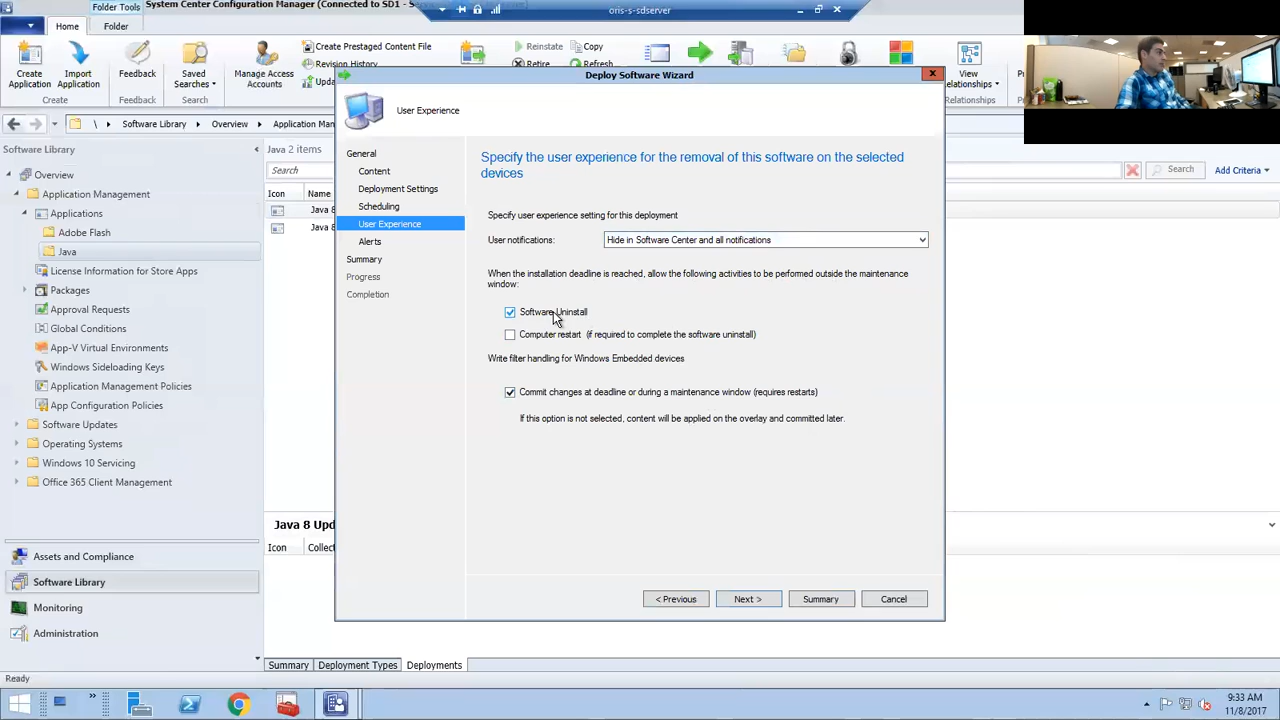 Folder Tools
System Center Configuration Manager (Connected to SD1 - S
oris-s-sdserver
Home
Folder
Create Application
Import Application
Create
Feedback
Feedback
Saved Searches
Search
Manage Access Accounts
Create Prestaged Content File
Revision History
Reinstate
Retire
Copy
Refresh
View
Relationships
Relationships
Deploy Software Wizard
User Experience
\ Software Library Overview Application Man
Software Library
Overview
Application Management
Applications
Adobe Flash
Java
License Information for Store Apps
Packages
Approval Requests
Global Conditions
App-V Virtual Environments
Windows Sideloading Keys
Application Management Policies
App Configuration Policies
Software Updates
Operating Systems
Windows 10 Servicing
Office 365 Client Management
Assets and Compliance
Software Library
Monitoring
Administration
Java 2 items
Search
Search
Add Criteria
Icon Name
Java 8
Java 8
General
Content
Deployment Settings
Scheduling
User Experience
Alerts
Summary
Progress
Completion
Specify the user experience for the removal of this software on the selected
devices
Specify user experience setting for this deployment
User notifications: Hide in Software Center and all notifications
When the installation deadline is reached, allow the following activities to be performed outside the maintenance
window:
Software Uninstall
Computer restart (if required to complete the software uninstall)
Write filter handling for Windows Embedded devices
Commit changes at deadline or during a maintenance window (requires restarts)
If this option is not selected, content will be applied on the overlay and committed later.
< Previous
Next >
Summary
Cancel
Java 8 Upd
Icon Collect
Summary Deployment Types Deployments
Ready
9:33 AM
11/8/2017